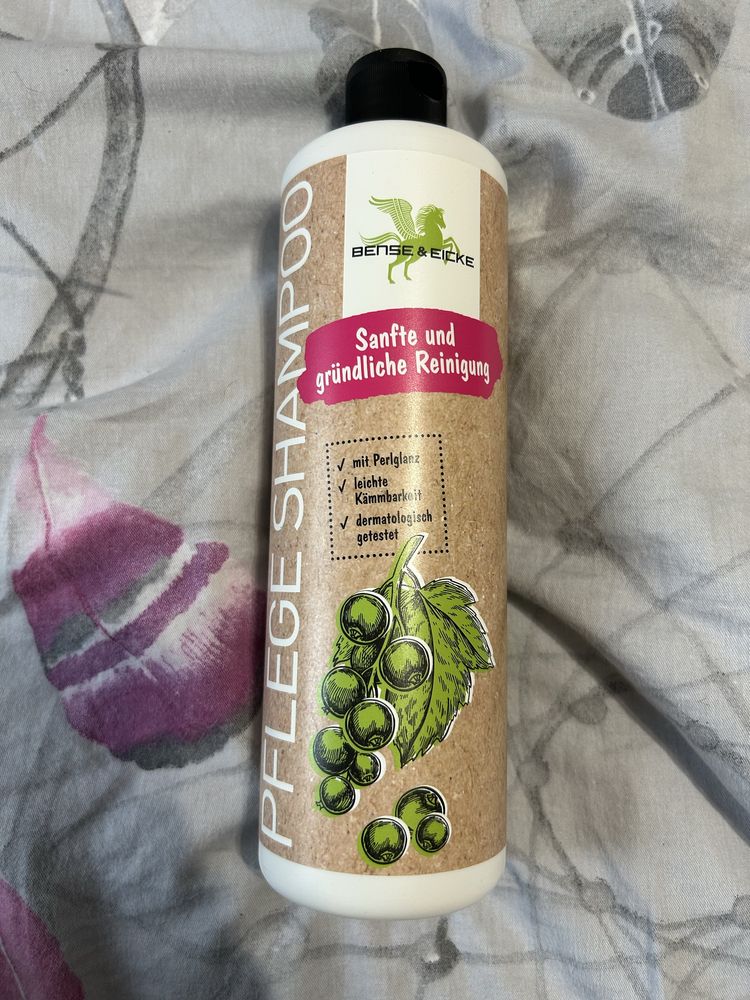 BENSE & EICKE
Sanfte und
gründliche Reinigung
✓ mit Perlglanz
✓ leichte
Kämmbarkeit
✓ dermatologisch
getestet
PFLEGE SHAMPOO